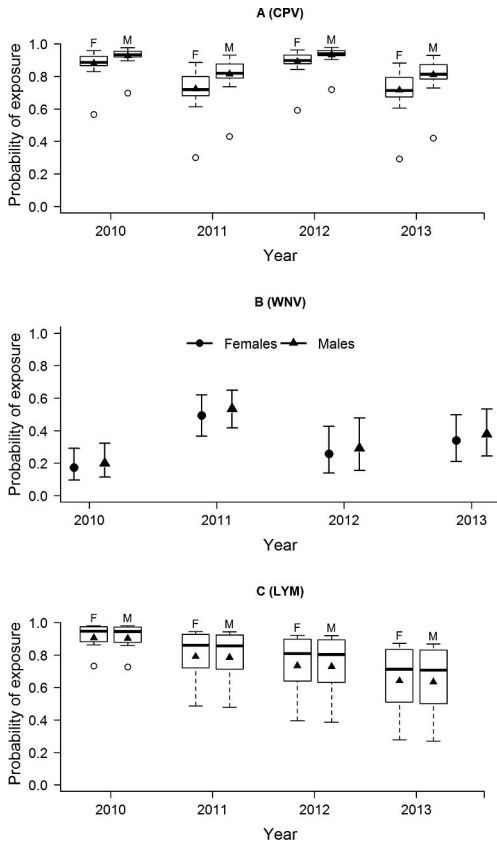 A (CPV)
Probability of exposure
1.0
0.8
0.6
0.4
0.2
0.0
F
M
F
M
F
M
F
M
2010
2011
2012
2013
Year
B (WNV)
Probability of exposure
1.0
0.8
0.6
0.4
0.2
0.0
Females
Males
2010
2011
2012
2013
Year
C (LYM)
Probability of exposure
1.0
0.8
0.6
0.4
0.2
0.0
F
M
F
M
F
M
F
M
2010
2011
2012
2013
Year